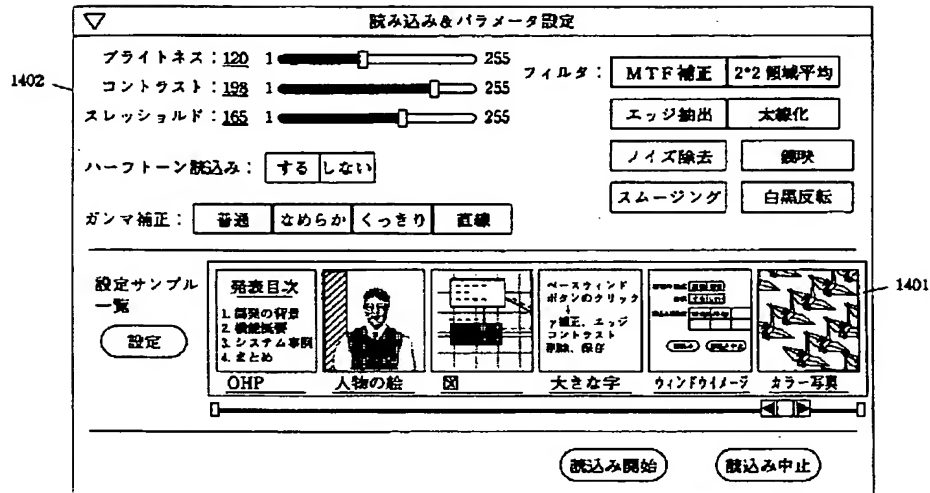 読み込み&パラメータ設定
ブライトネス：120 1 255
コントラスト：198 1 255
スレッショルド：165 1 255
フィルタ： MTF補正 2*2領域平均
エッジ抽出 太線化
ノイズ除去 鏡映
スムージング 白黒反転
1402
ハーフトーン読込み： する しない
ガンマ補正： 普通 なめらか くっきり 直線
設定サンプル
一覧
設定
発表目次
1. 開発の背景
2. 機能概要
3. システム事例
4. まとめ
OHP
人物の絵
図
ベースウィンド
ボタンのクリック
↓
γ補正、エッジ
コントラスト
削除、保存
大きな字
ウィンドウイメージ
カラー写真
1401
読込み開始 読込み中止